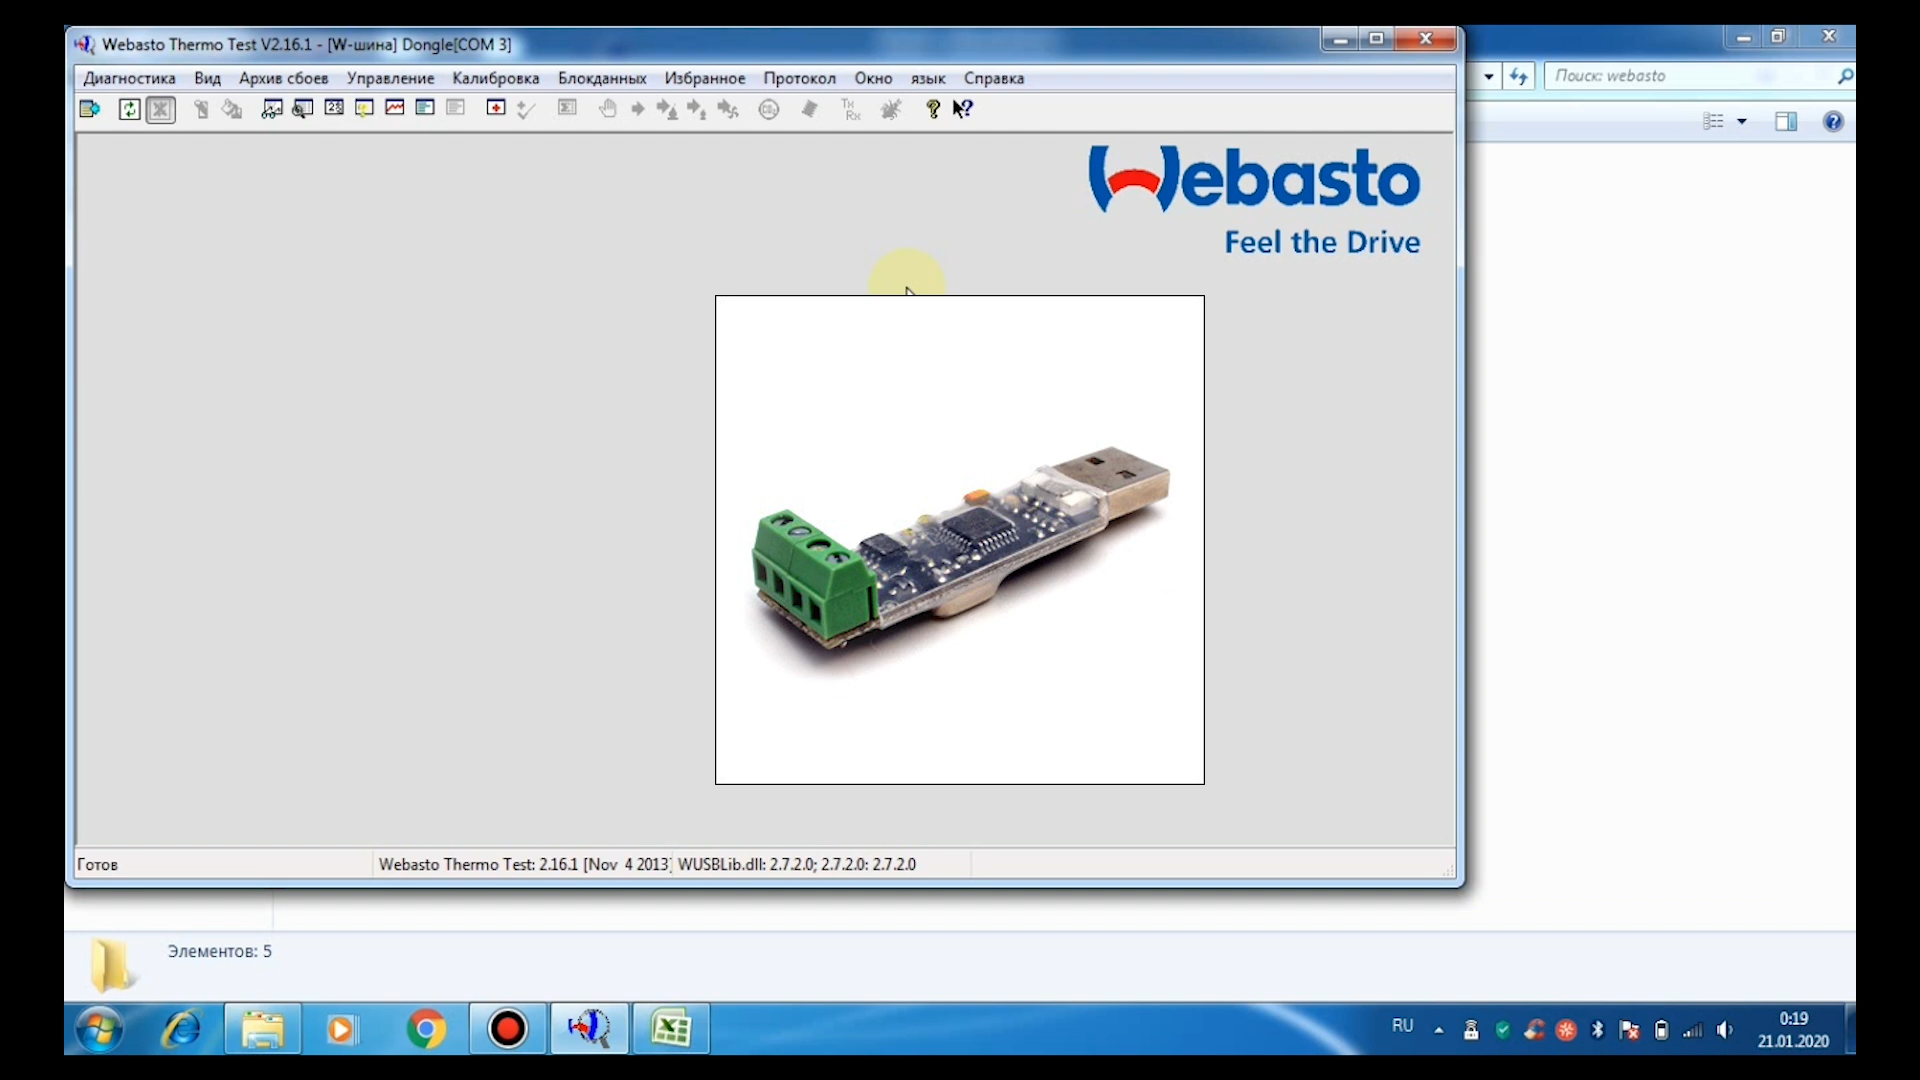 Webasto Thermo Test V2.16.1 - [W-шина] Dongle[COM 3]
Диагностика Вид Архив сбоев Управление Калибровка Блокданных Избранное Протокол Окно язык Справка
Поиск: webasto
Webasto
Feel the Drive
Готов
Webasto Thermo Test: 2.16.1 [Nov 4 2013]
WUSBLib.dll: 2.7.2.0; 2.7.2.0: 2.7.2.0
Элементов: 5
RU
0:19
21.01.2020